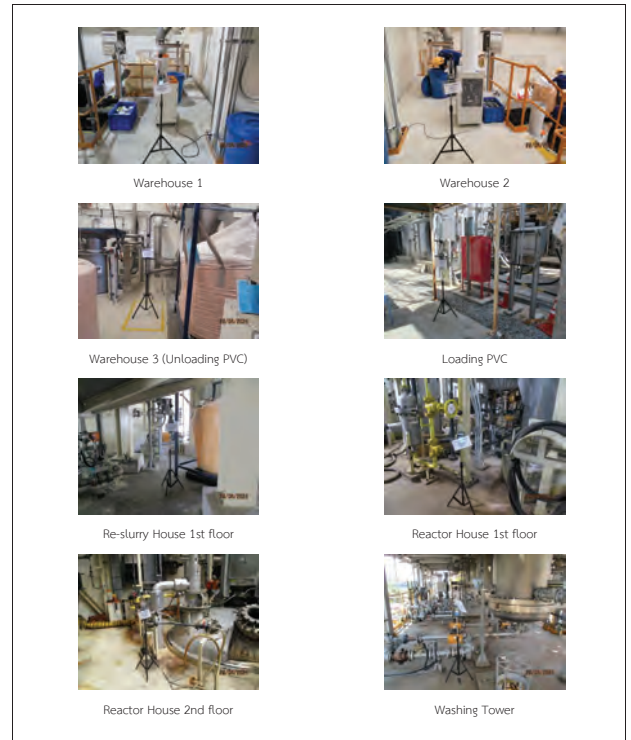 Warehouse 1
Warehouse 2
Warehouse 3 (Unloading PVC)
Loading PVC
Re-slurry House 1st floor
Reactor House 1st floor
Reactor House 2nd floor
Washing Tower